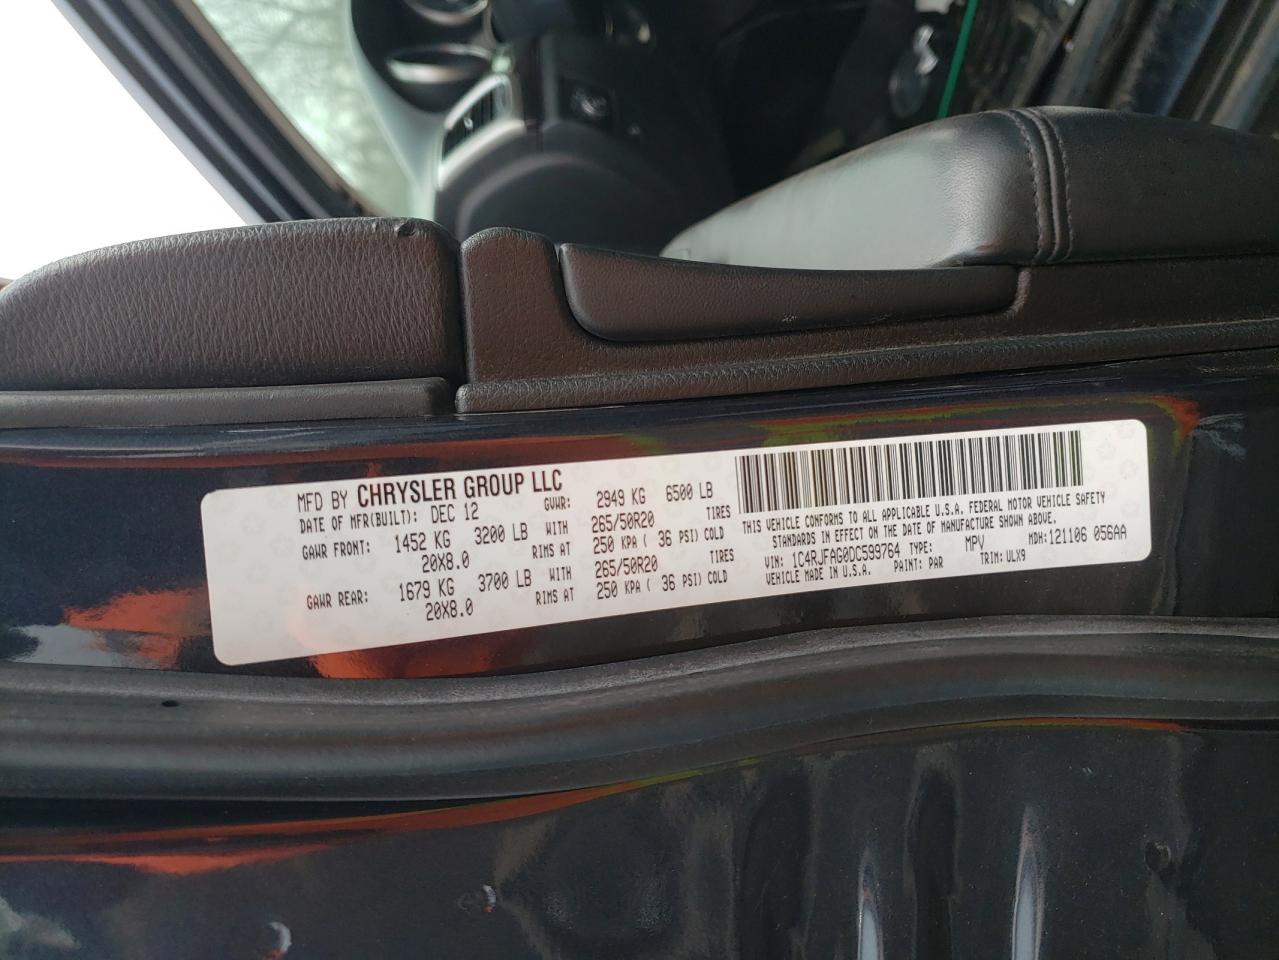 MFD BY CHRYSLER GROUP LLC
DATE OF MFR(BUILT): DEC 12 GVWR: 2949 KG 6500 LB
GAWR FRONT: 1452 KG 3200 LB WITH 265/50R20 TIRES
20X8.0 RIMS AT 250 KPA ( 36 PSI) COLD
GAWR REAR: 1679 KG 3700 LB WITH 265/50R20 TIRES
20X8.0 RIMS AT 250 KPA ( 36 PSI) COLD
THIS VEHICLE CONFORMS TO ALL APPLICABLE U.S.A. FEDERAL MOTOR VEHICLE SAFETY
STANDARDS IN EFFECT ON THE DATE OF MANUFACTURE SHOWN ABOVE.
VIN: 1C4RJFAG0DC599764 TYPE: MPV MDH: 121106 056AA
VEHICLE MADE IN U.S.A. PAINT: PAR TRIM: ULX9